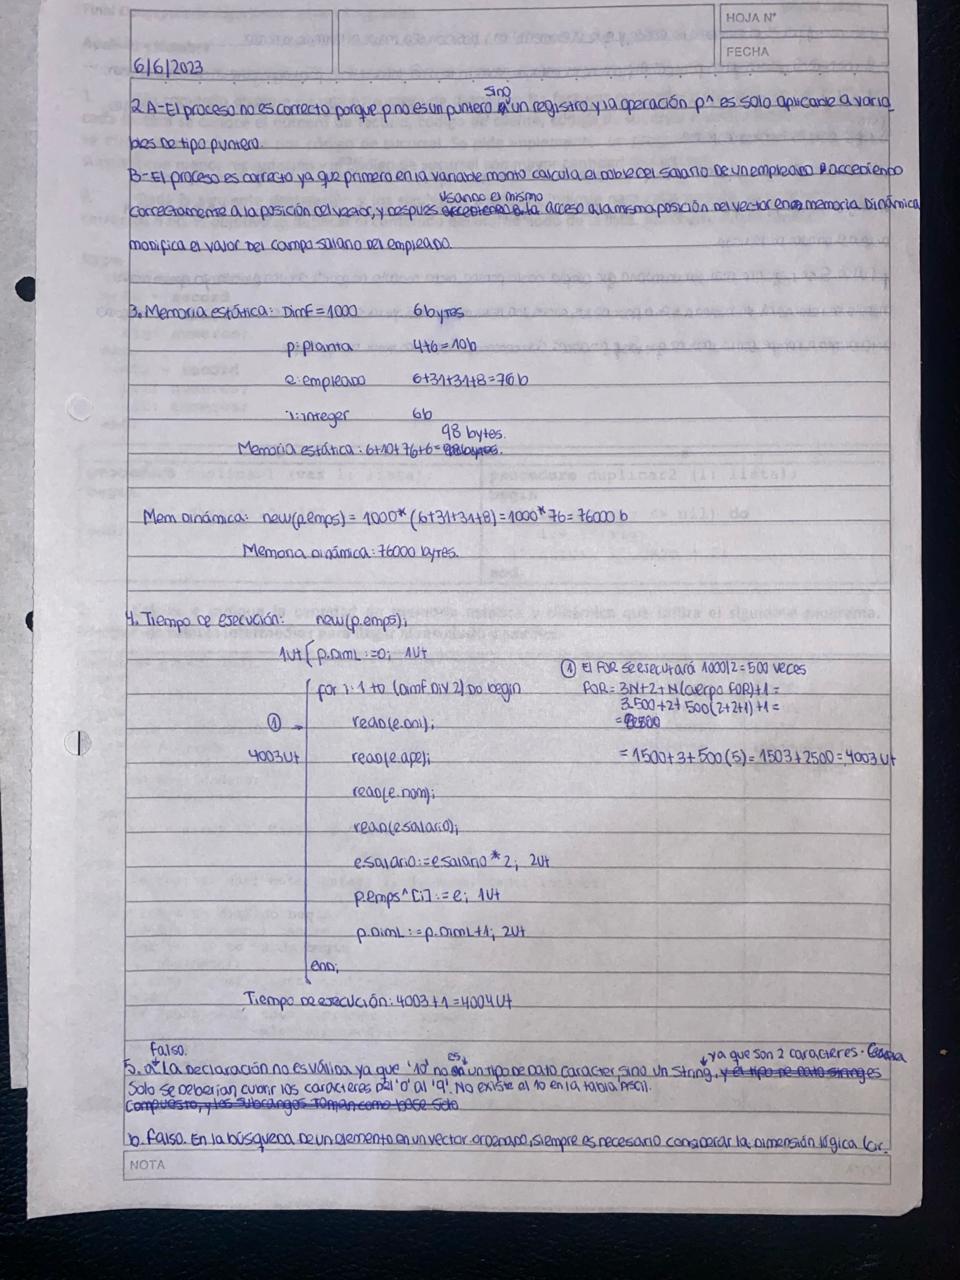 HOJA N°
FECHA
6/6/2023
2 A-El proceso no es correcto porque p no es un puntero sino un registro y la operación p^ es solo aplicable a varia
bles de tipo puntero.
B-El proceso es correcto ya que primero en la variable monto calcula el doble del salario de un empleado accediendo
correctamente a la posición del vector, y después usando el mismo acceso a la misma posición del vector en memoria dinámica
modifica el valor del campo salario del empleado.
3. Memoria estática: DimF=1000 6 bytes
p: planta 4+6=10b
e: empleado 6+31+31+8=76b
i: integer 6b
98 bytes.
Memoria estática: 6+10+76+6=
Mem Dinámica: new(p.emps)=1000*(6+31+31+8)=1000*76=76000 b
Memoria dinámica: 76000 bytes.
4. Tiempo de ejecución: new(p.emps);
1ut { p.DimL:=0; 1ut
for i:1 to (dimF Div 2) Do begin
① read(e.dni);
4003ut read(e.ape);
read(e.nom);
read(e.salario);
e.salario:=e.salario*2; 2ut
p.emps^[i]:=e; 1ut
p.DimL:=p.DimL+1; 2ut
end;
① El FOR se ejecutará 1000/2=500 veces
FOR=3N+2+N(cuerpo FOR)+1=
3.500+2+500(2+2+1)+1=
=1500+3+500(5)=1503+2500=4003ut
Tiempo de ejecución: 4003+1=4004ut
Falso.
5. a* La declaración no es válida ya que '10' no es un tipo de dato caracter, sino un string, ya que son 2 caracteres.
Solo se deberían cubrir los caracteres del '0' al '9'. No existe al 10 en la tabla Ascii.
b. Falso. En la búsqueda de un elemento en un vector ordenado, siempre es necesario considerar la dimensión lógica
NOTA